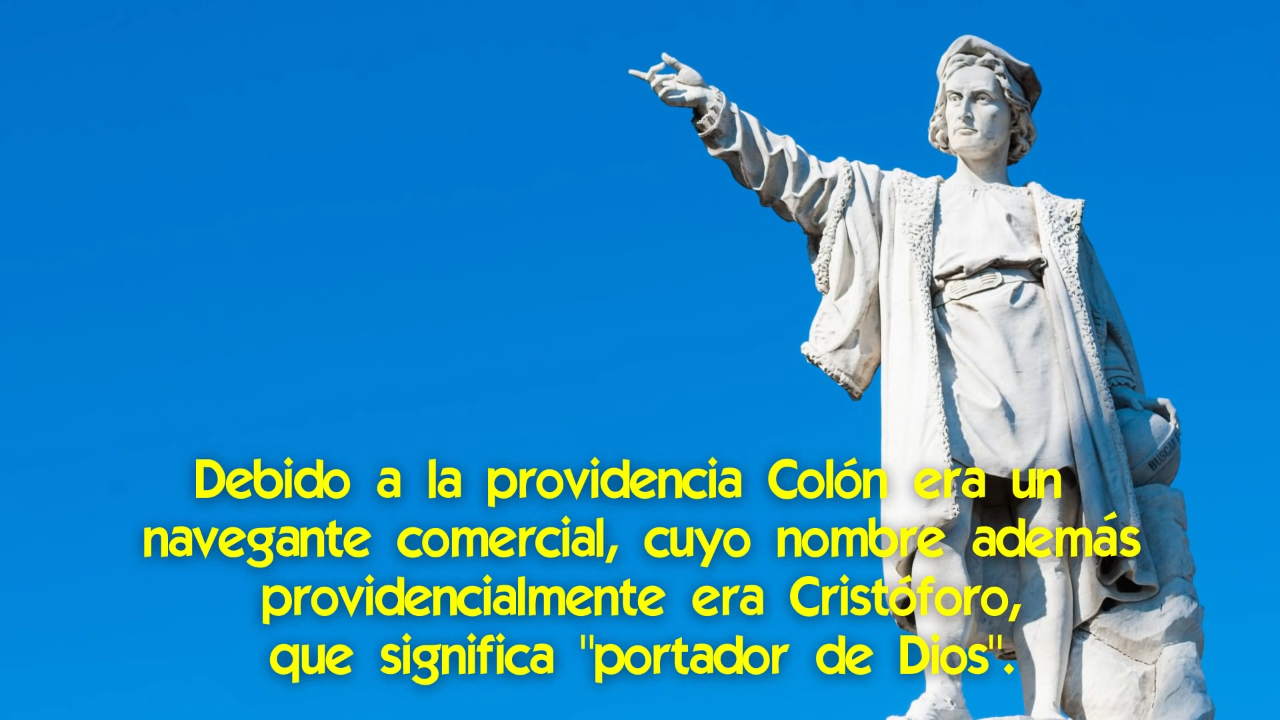 Debido a la providencia Colón era un
navegante comercial, cuyo nombre además
providencialmente era Cristóforo,
que significa "portador de Dios".